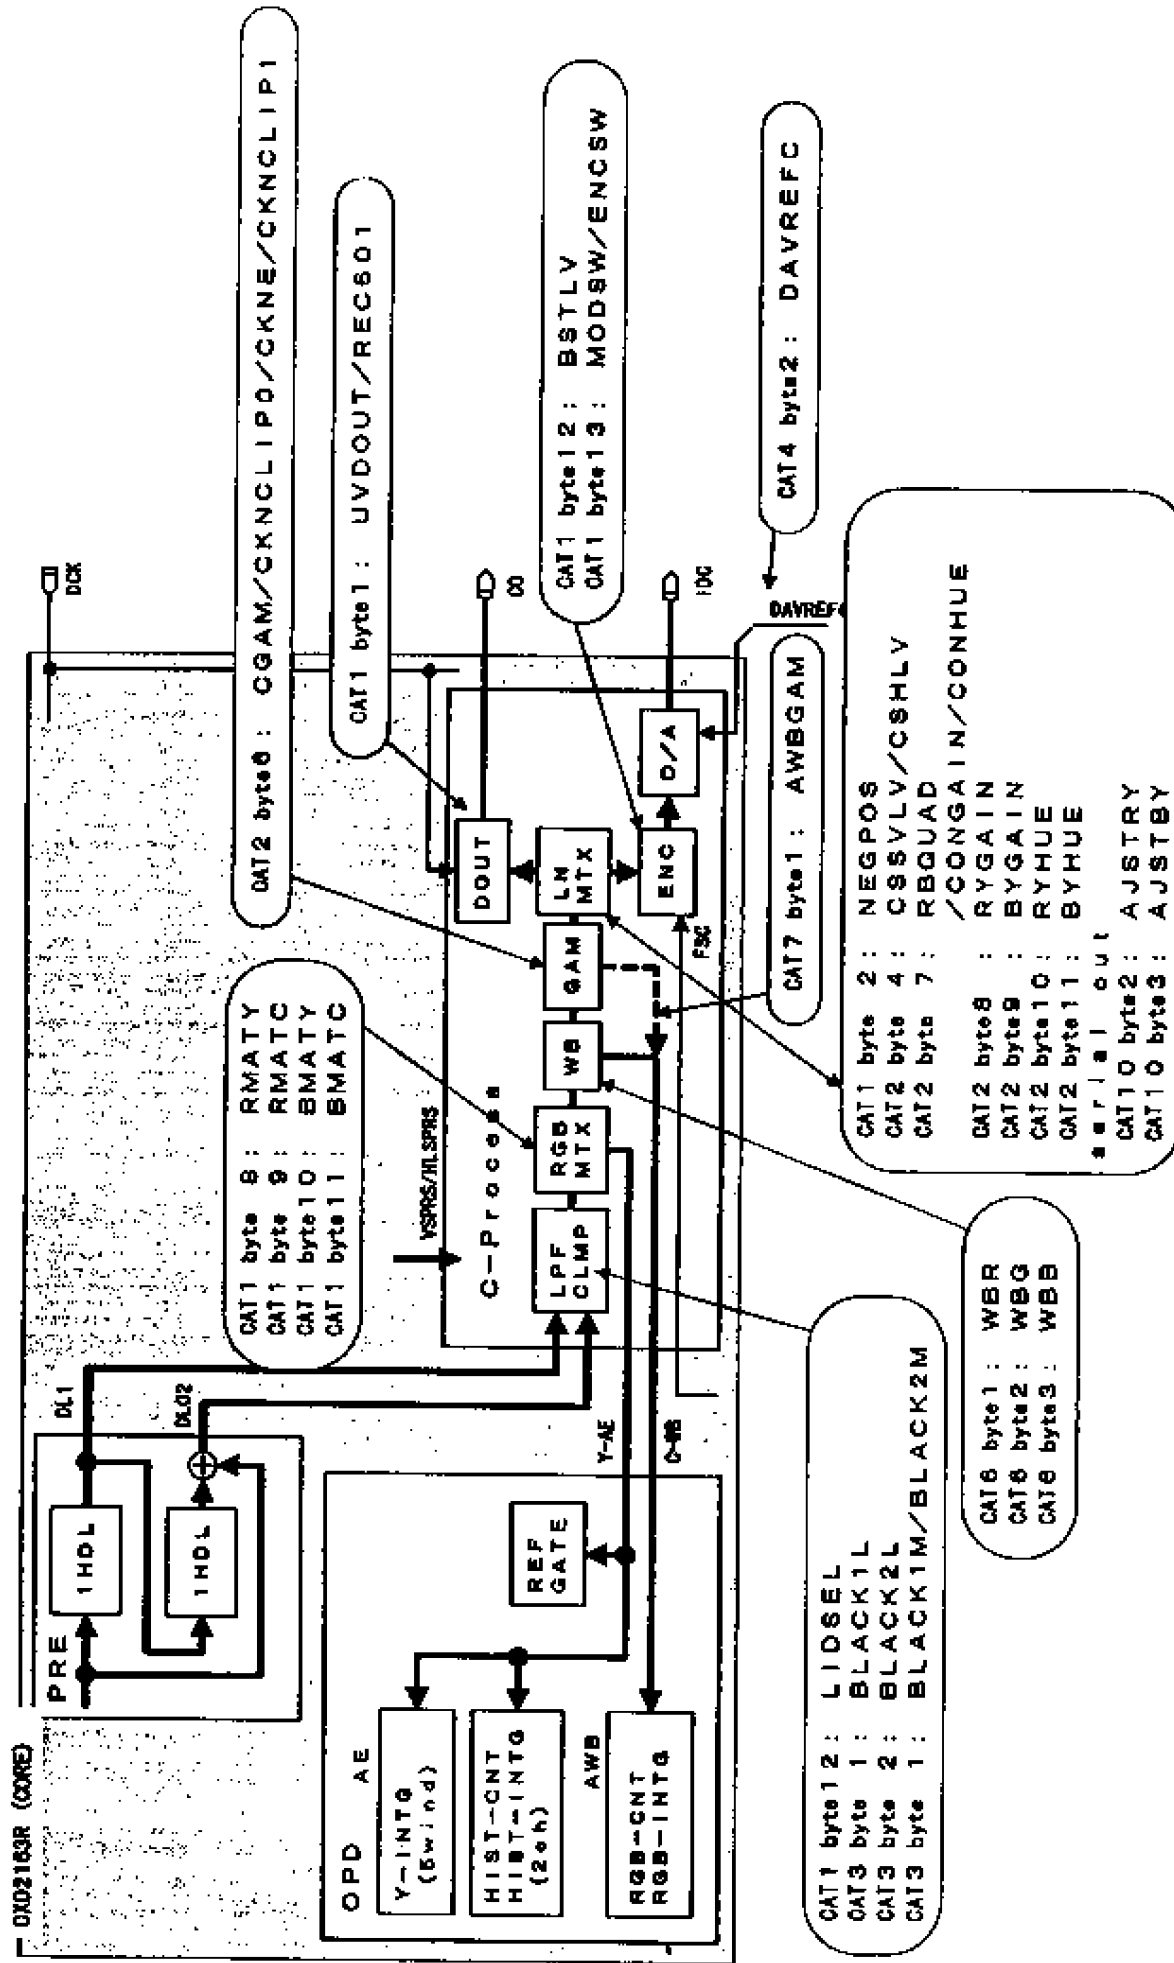 CXD2163R (CORE)
PRE
1HDL
1HDL
DL1
DL02
DCK
CAT2 byte6 : CGAM/CKNCLIP0/CKNE/CKNCLIP1
CAT1 byte1 : UVDOUT/REC601
CAT1 byte 8 : RMATY
CAT1 byte 9 : RMATC
CAT1 byte10 : BMATY
CAT1 byte11 : BMATC
VSPRS/HLSPRS
C-Process
LPF
CLMP
RGB
MTX
WB
GAM
LN
MTX
DOUT
ENC
D/A
CO
IOC
FSC
CAT1 byte12 : BSTLV
CAT1 byte13 : MODSW/ENCSW
CAT4 byte2 : DAVREFC
CAT7 byte1 : AWBGAM
OPD
AE
Y-INTG
(5wind)
HIST-CNT
HIST-INTG
(2ch)
AWB
RGB-CNT
RGB-INTG
REF
GATE
Y-AE
C-WB
CAT1 byte12 : LIDSEL
CAT3 byte 1 : BLACK1L
CAT3 byte 2 : BLACK2L
CAT3 byte 1 : BLACK1M/BLACK2M
CAT6 byte1 : WBR
CAT6 byte2 : WBG
CAT6 byte3 : WBB
CAT1 byte 2 : NEGPOS
CAT2 byte 4 : CSSVLV/CSHLV
CAT2 byte 7 : RBQUAD
/CONGAIN/CONHUE
CAT2 byte8 : RYGAIN
CAT2 byte9 : BYGAIN
CAT2 byte10 : RYHUE
CAT2 byte11 : BYHUE
serial out
CAT10 byte2 : AJSTRY
CAT10 byte3 : AJSTBY